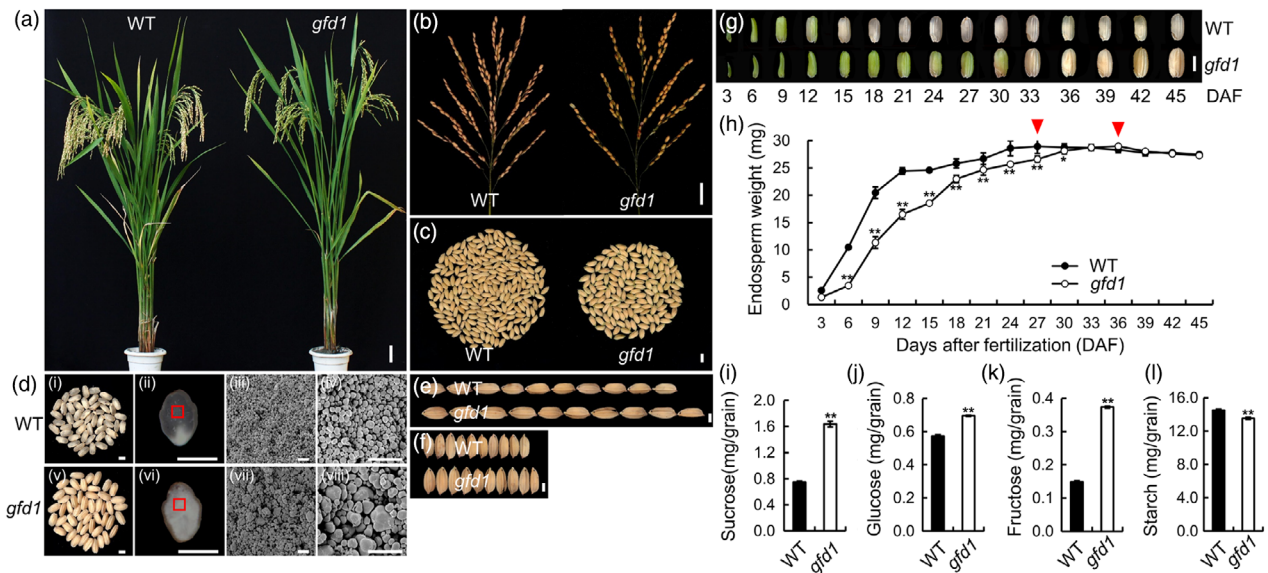 (a)
WT
gfd1
(b)
WT
gfd1
(c)
WT
gfd1
(d)
WT
(i)
(ii)
(iii)
(iv)
gfd1
(v)
(vi)
(vii)
(viii)
(e)
WT
gfd1
(f)
WT
gfd1
(g)
WT
gfd1
3 6 9 12 15 18 21 24 27 30 33 36 39 42 45 DAF
(h)
Endosperm weight (mg)
30
25
20
15
10
5
0
** ** ** ** ** ** ** ** *
WT
gfd1
3 6 9 12 15 18 21 24 27 30 33 36 39 42 45
Days after fertilization (DAF)
(i)
Sucrose(mg/grain)
2.0
1.6
1.2
0.8
0.4
0.0
**
WT
gfd1
(j)
Glucose (mg/grain)
0.9
0.6
0.3
0.0
**
WT
gfd1
(k)
Fructose (mg/grain)
0.4
0.3
0.2
0.1
0.0
**
WT
gfd1
(l)
Starch (mg/grain)
16.0
12.0
8.0
4.0
0.0
**
WT
gfd1